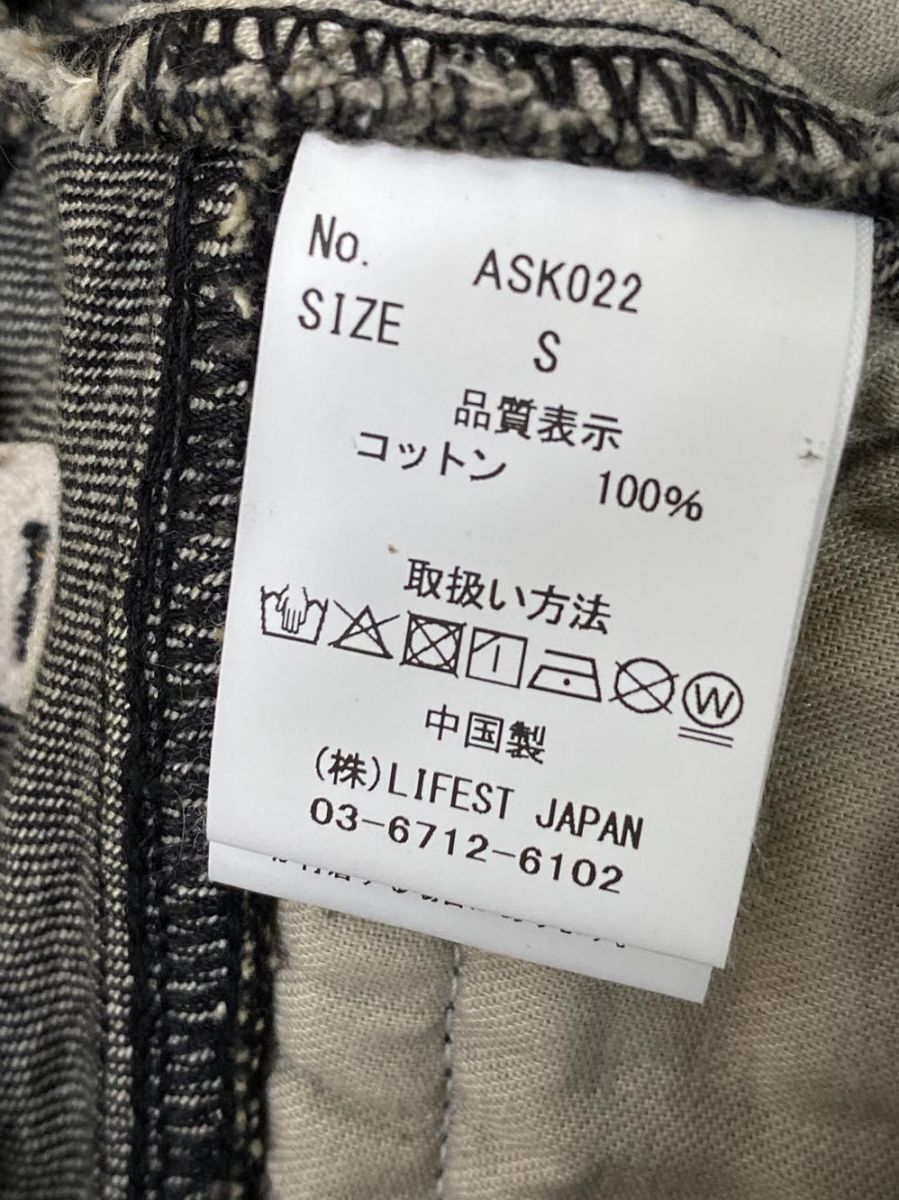 No. ASK022
SIZE S
品質表示
コットン 100%
取扱い方法
W
中国製
(株)LIFEST JAPAN
03-6712-6102